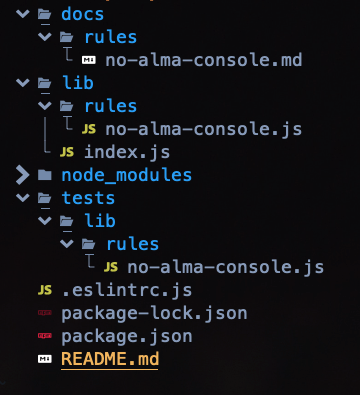 docs
rules
no-alma-console.md
lib
rules
JS no-alma-console.js
JS index.js
node_modules
tests
lib
rules
JS no-alma-console.js
JS .eslintrc.js
package-lock.json
package.json
README.md